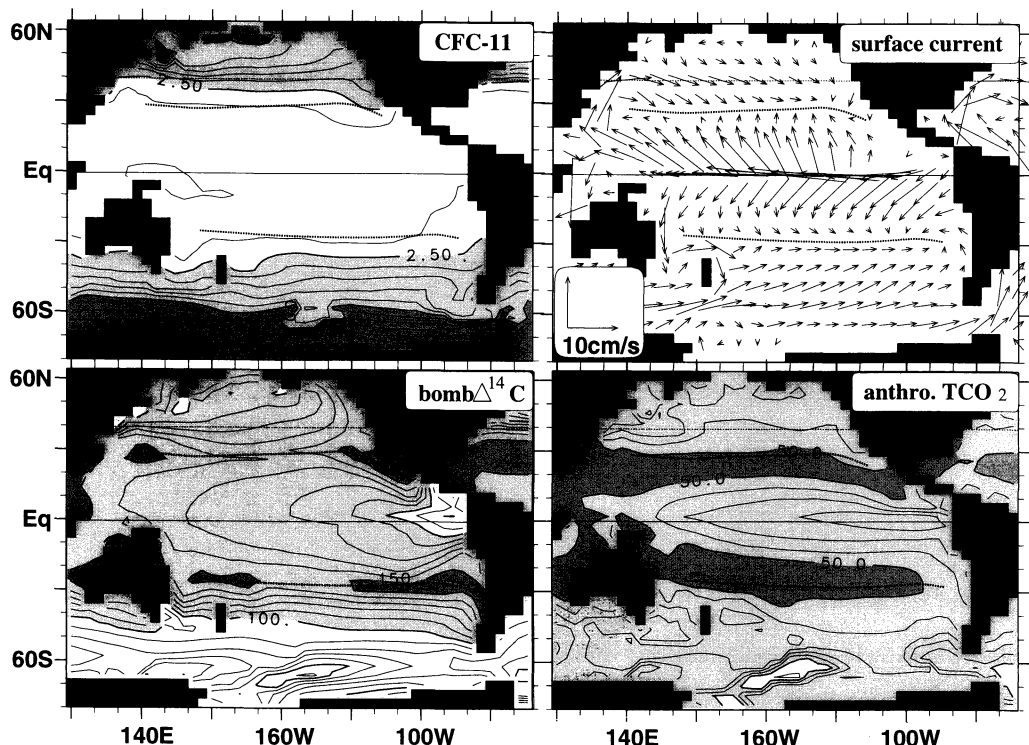 60N
CFC-11
surface current
2.50
Eq
2.50
60S
10cm/s
60N
bomb△¹⁴C
anthro. TCO₂
50.0
50.0
Eq
150
50.0
100.
60S
140E
160W
100W
140E
160W
100W